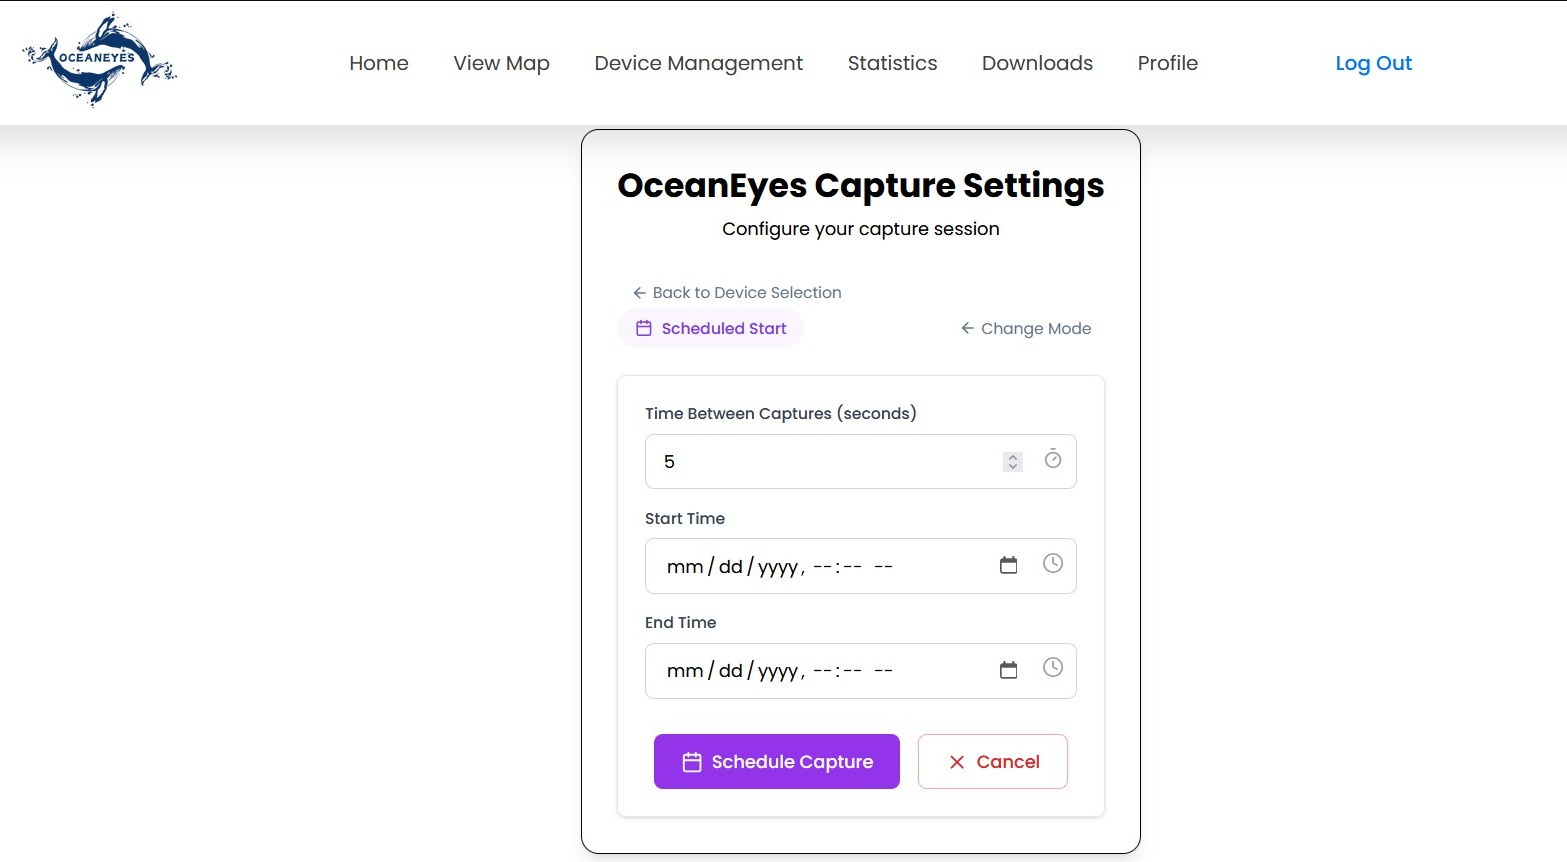 OCEANEYES
Home View Map Device Management Statistics Downloads Profile Log Out
OceanEyes Capture Settings
Configure your capture session
Back to Device Selection
Scheduled Start Change Mode
Time Between Captures (seconds)
5
Start Time
mm/dd/yyyy, --:-- --
End Time
mm/dd/yyyy, --:-- --
Schedule Capture Cancel